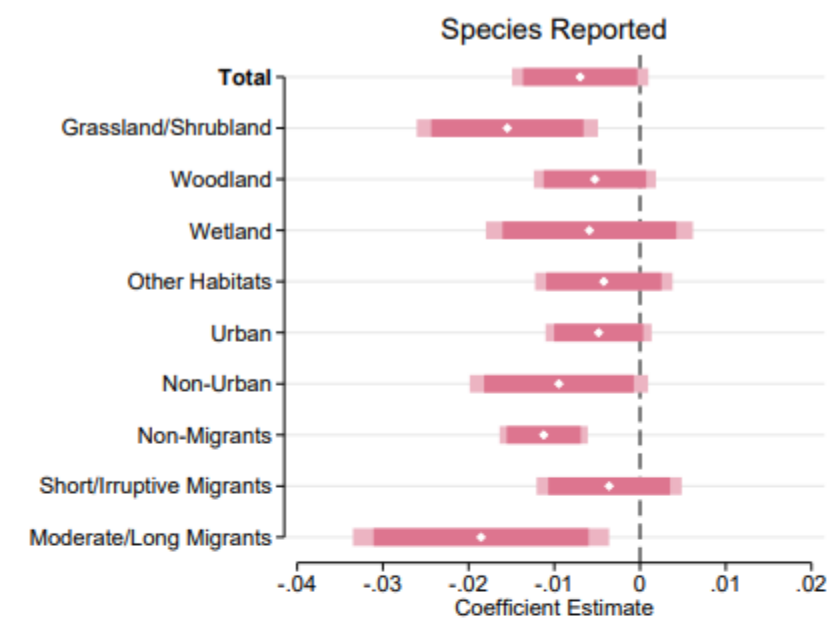 Species Reported
Total
Grassland/Shrubland
Woodland
Wetland
Other Habitats
Urban
Non-Urban
Non-Migrants
Short/Irruptive Migrants
Moderate/Long Migrants
-.04 -.03 -.02 -.01 0 .01 .02
Coefficient Estimate